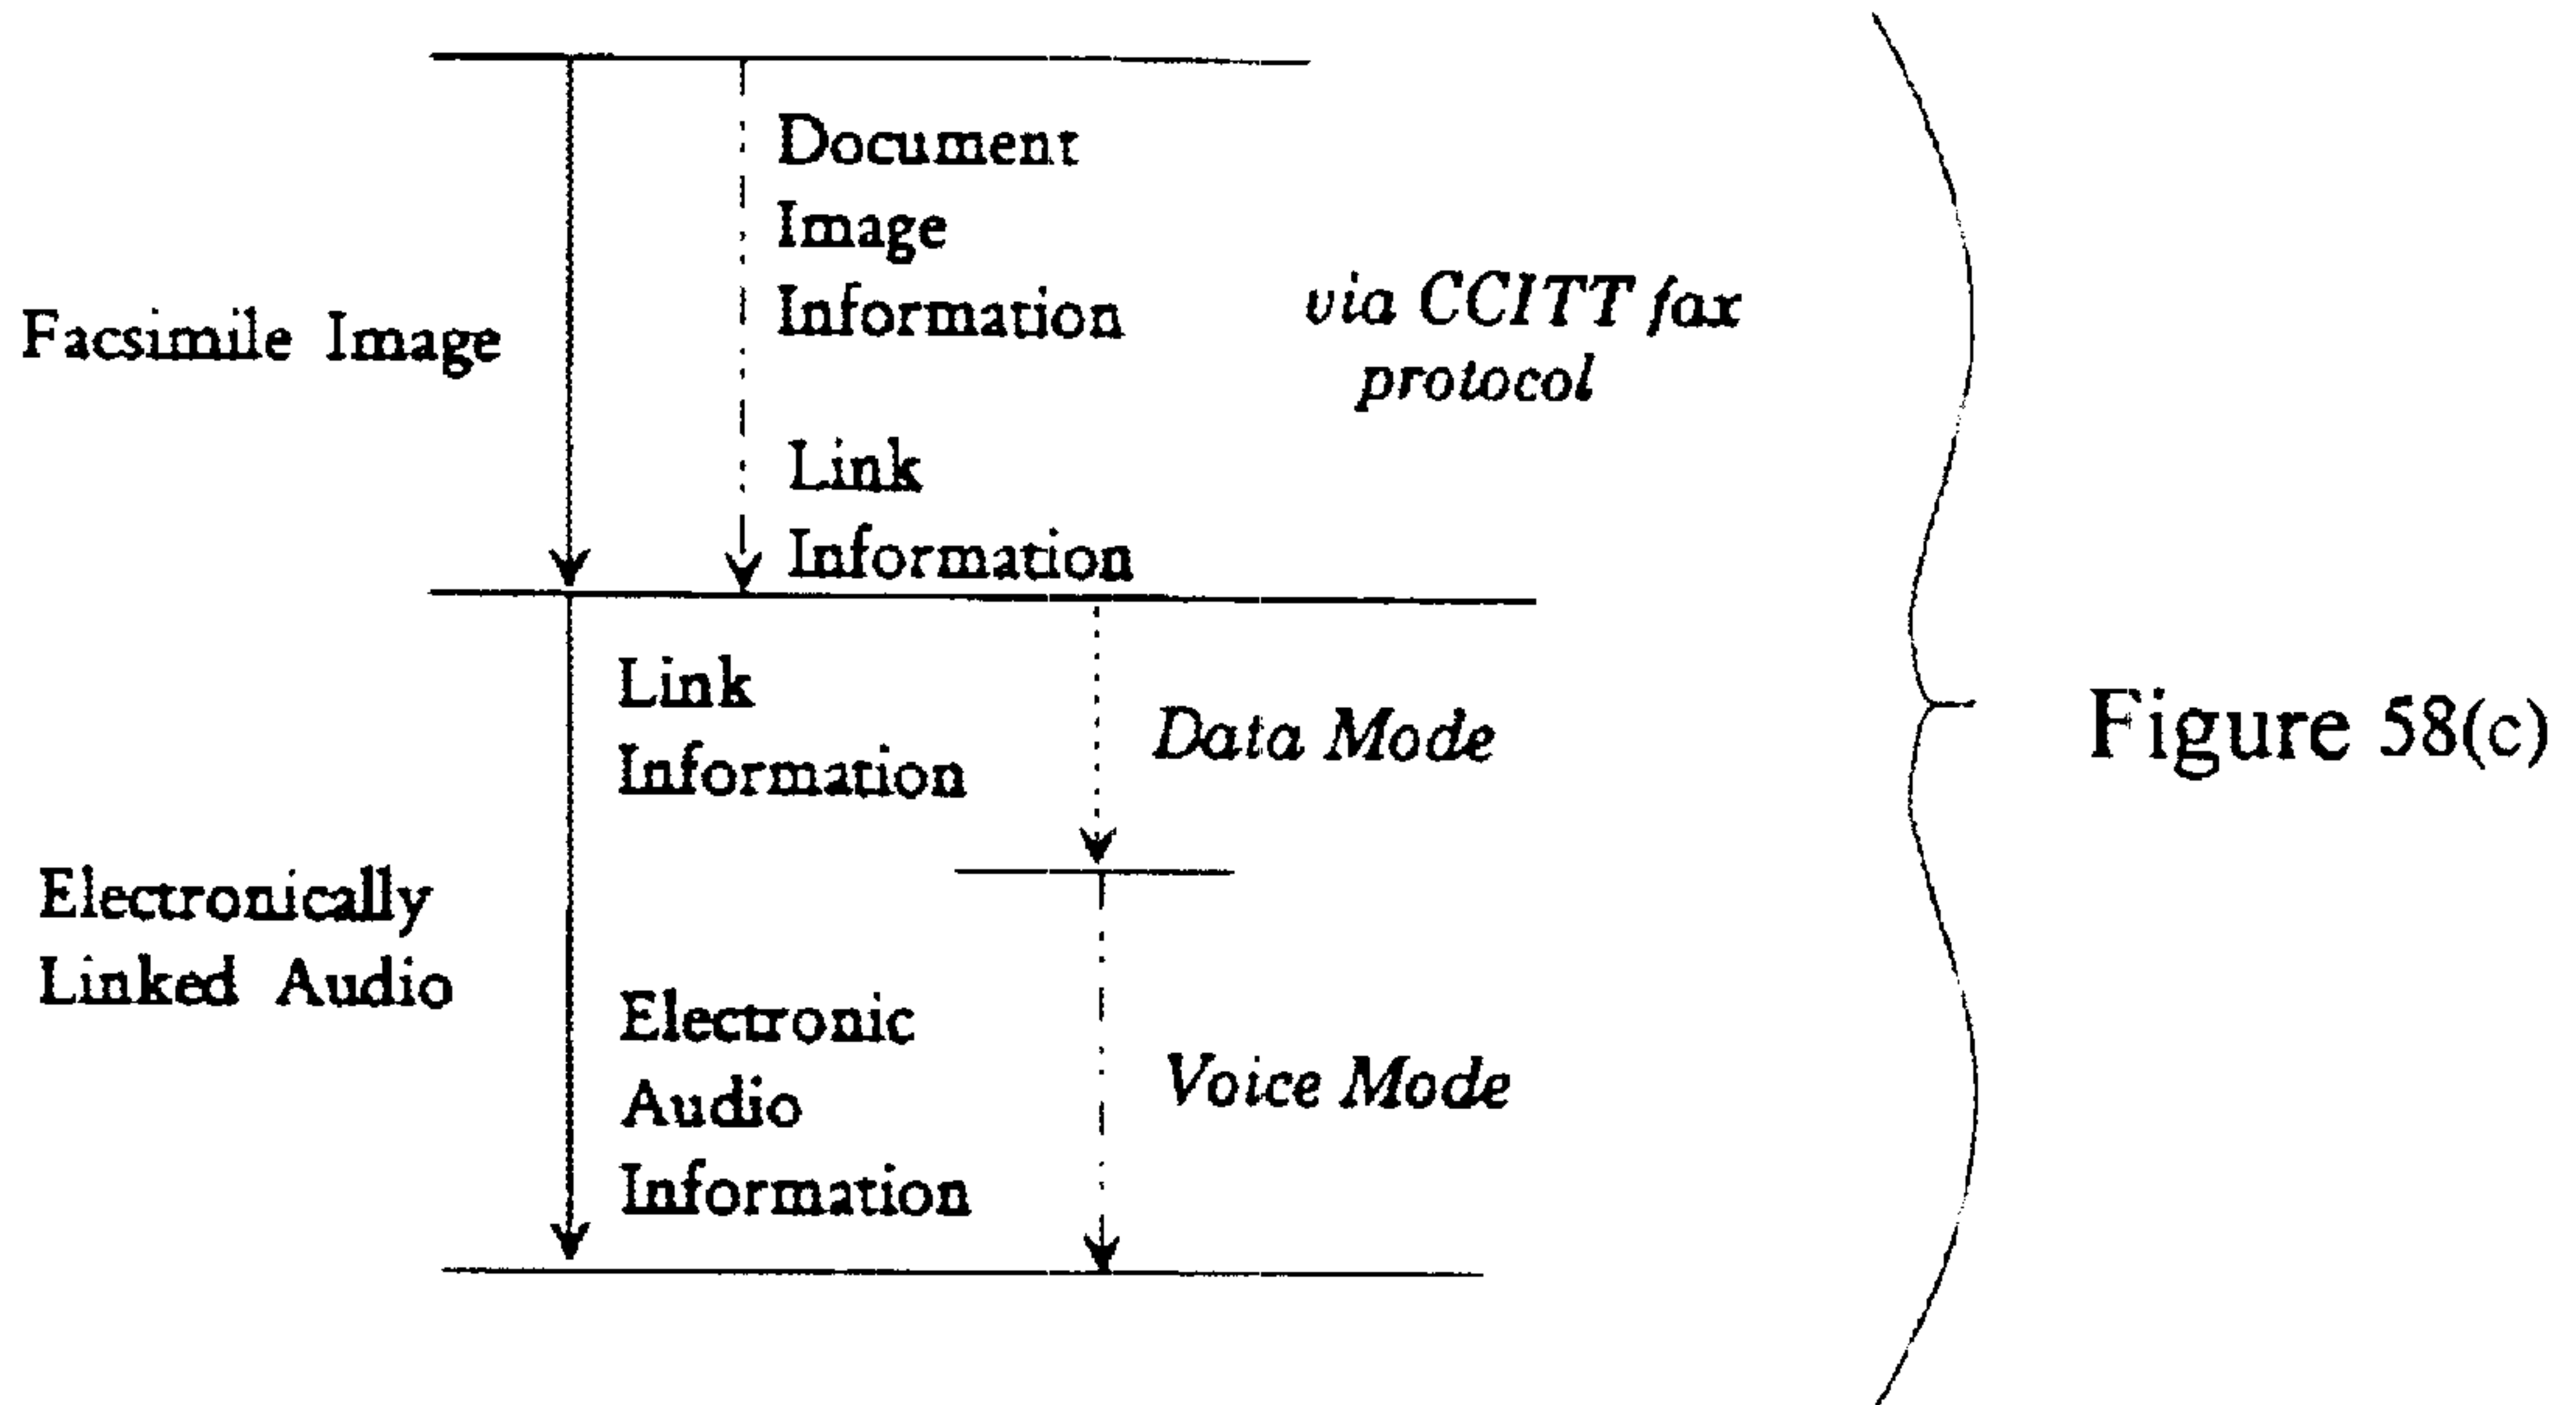 Document
Image
Information
Facsimile Image
via CCITT fax
protocol
Link
Information
Link
Information
Data Mode
Figure 58(c)
Electronically
Linked Audio
Electronic
Audio
Information
Voice Mode